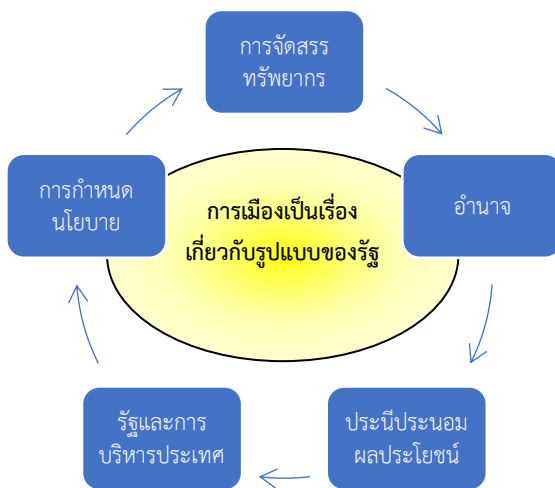 การจัดสรร
ทรัพยากร
อำนาจ
ประนีประนอม
ผลประโยชน์
รัฐและการ
บริหารประเทศ
การกำหนด
นโยบาย
การเมืองเป็นเรื่อง
เกี่ยวกับรูปแบบของรัฐ